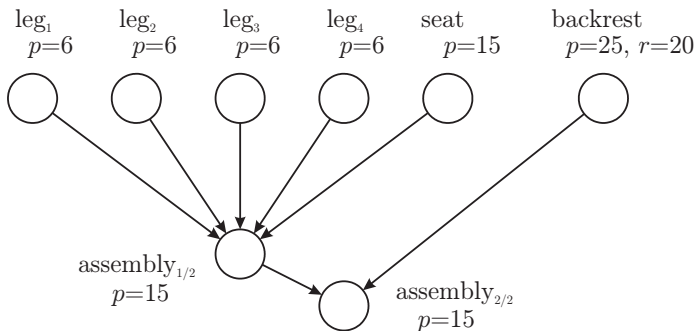 leg₁ leg₂ leg₃ leg₄ seat backrest
p=6 p=6 p=6 p=6 p=15 p=25, r=20
assembly₁/₂
p=15
assembly₂/₂
p=15